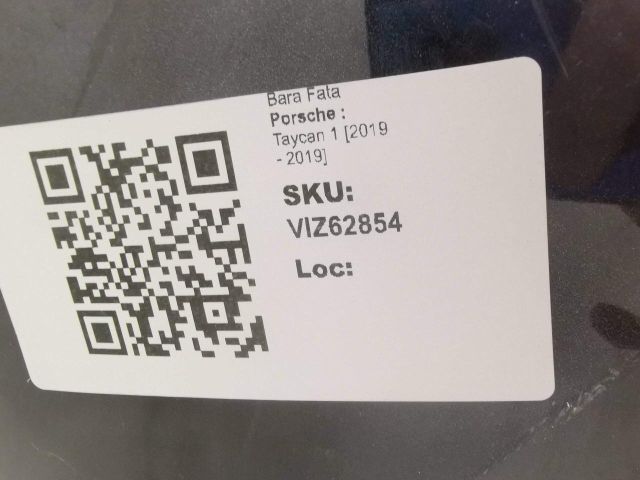 Bara Fata
Porsche :
Taycan 1 [2019
- 2019]
SKU:
VIZ62854
Loc: